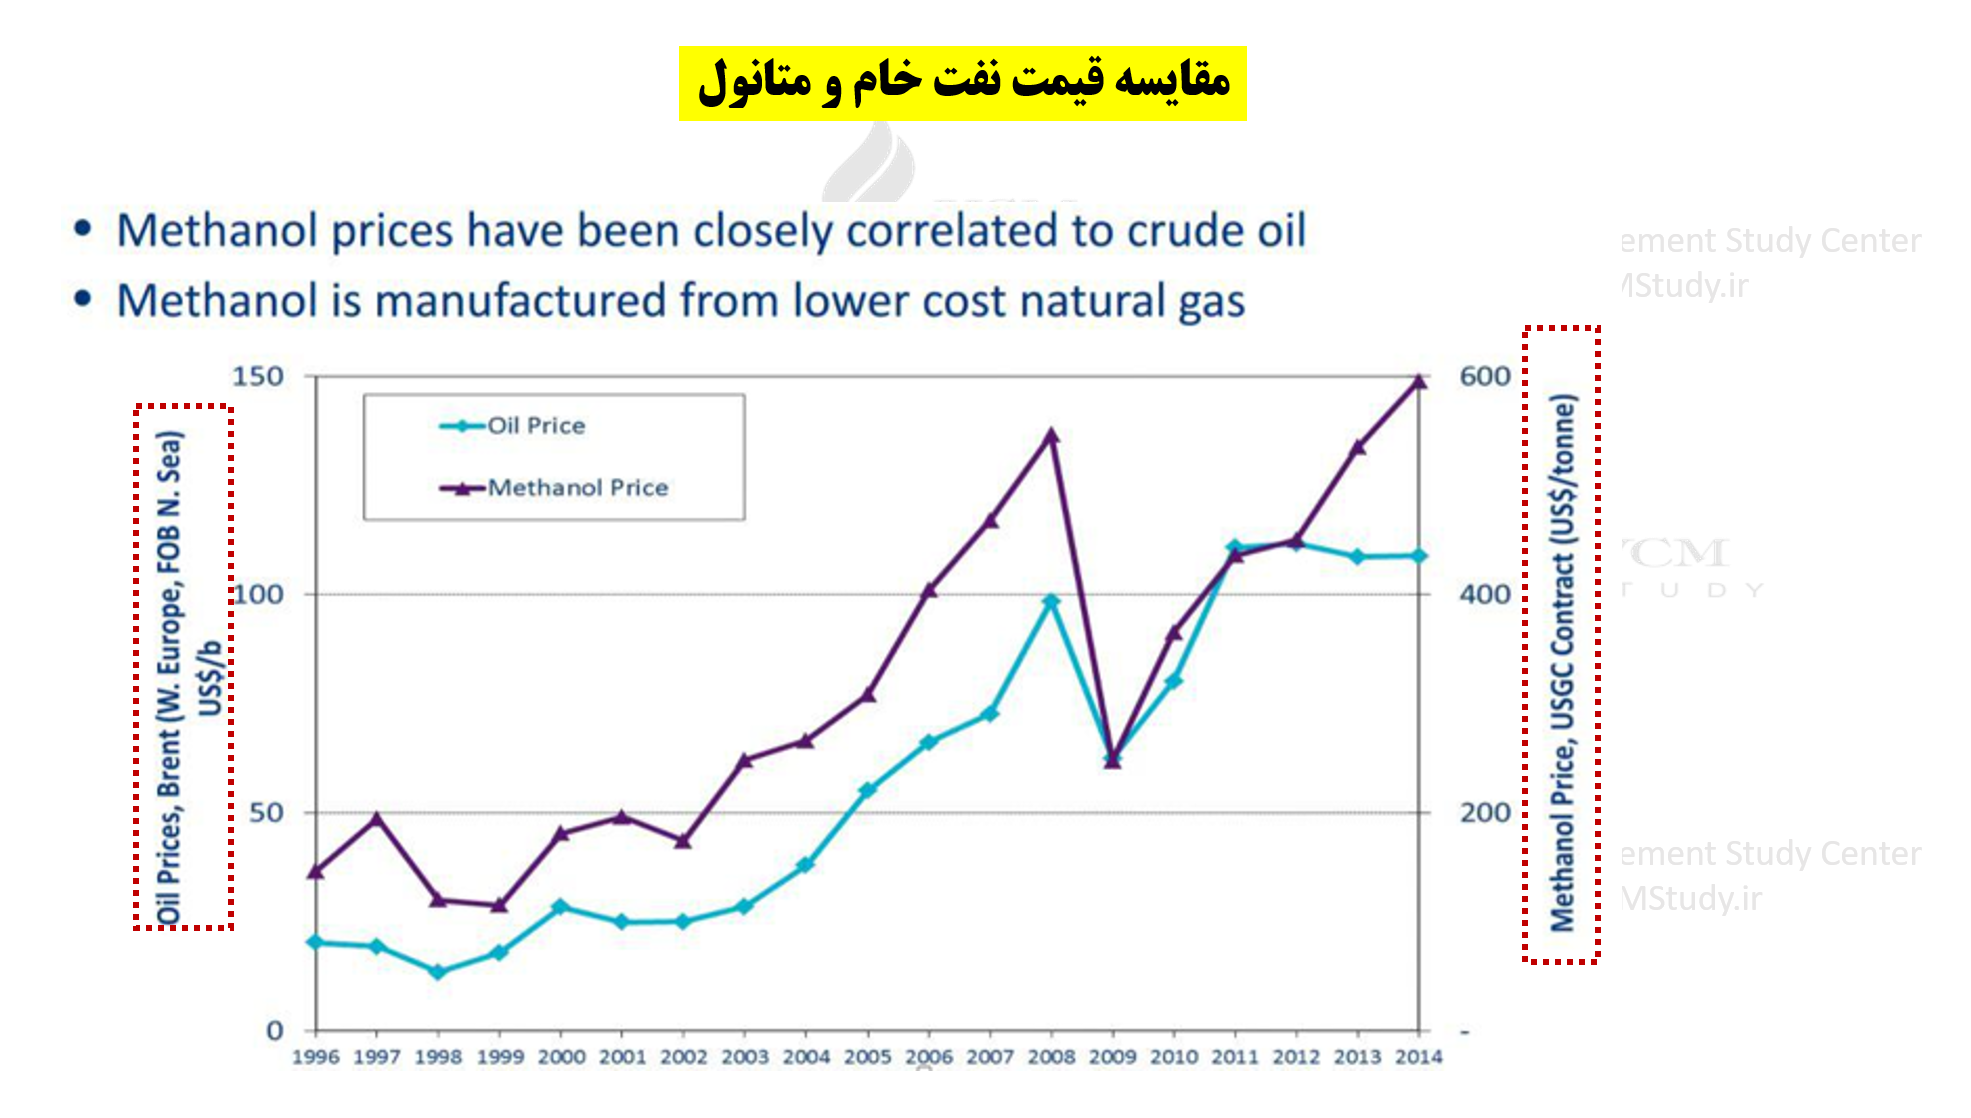 مقایسه قیمت نفت خام و متانول
• Methanol prices have been closely correlated to crude oil
• Methanol is manufactured from lower cost natural gas
ement Study Center
MStudy.ir
Oil Prices, Brent (W. Europe, FOB N. Sea)
US$/b
150
100
50
0
Oil Price
Methanol Price
600
400
200
-
Methanol Price, USGC Contract (US$/tonne)
TCM
T U D Y
ement Study Center
MStudy.ir
1996 1997 1998 1999 2000 2001 2002 2003 2004 2005 2006 2007 2008 2009 2010 2011 2012 2013 2014